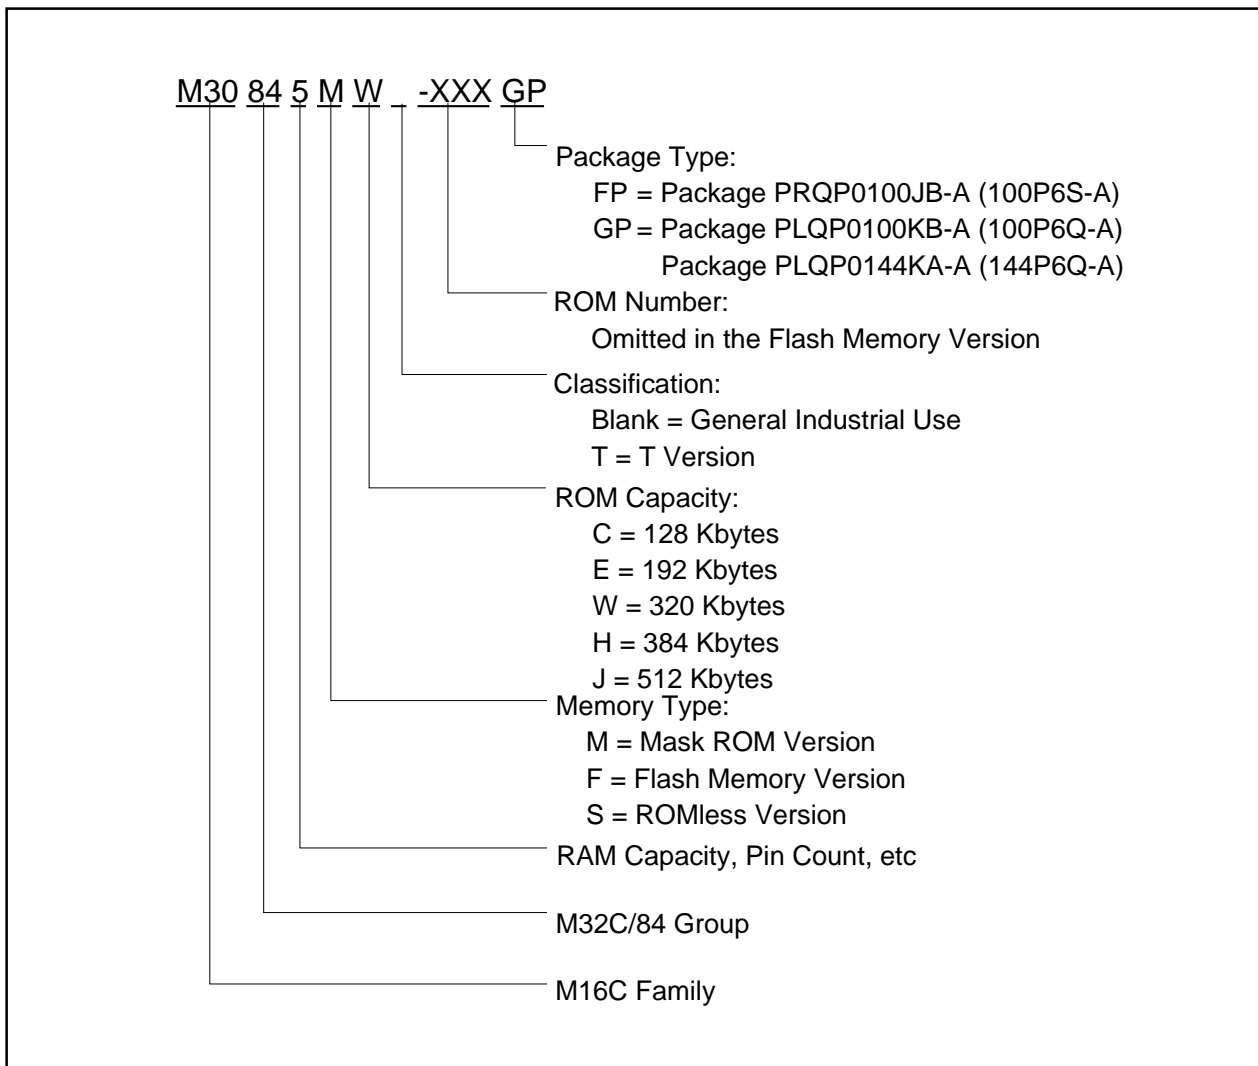 M30 84 5 M W _ -XXX GP
Package Type:
FP = Package PRQP0100JB-A (100P6S-A)
GP = Package PLQP0100KB-A (100P6Q-A)
Package PLQP0144KA-A (144P6Q-A)
ROM Number:
Omitted in the Flash Memory Version
Classification:
Blank = General Industrial Use
T = T Version
ROM Capacity:
C = 128 Kbytes
E = 192 Kbytes
W = 320 Kbytes
H = 384 Kbytes
J = 512 Kbytes
Memory Type:
M = Mask ROM Version
F = Flash Memory Version
S = ROMless Version
RAM Capacity, Pin Count, etc
M32C/84 Group
M16C Family